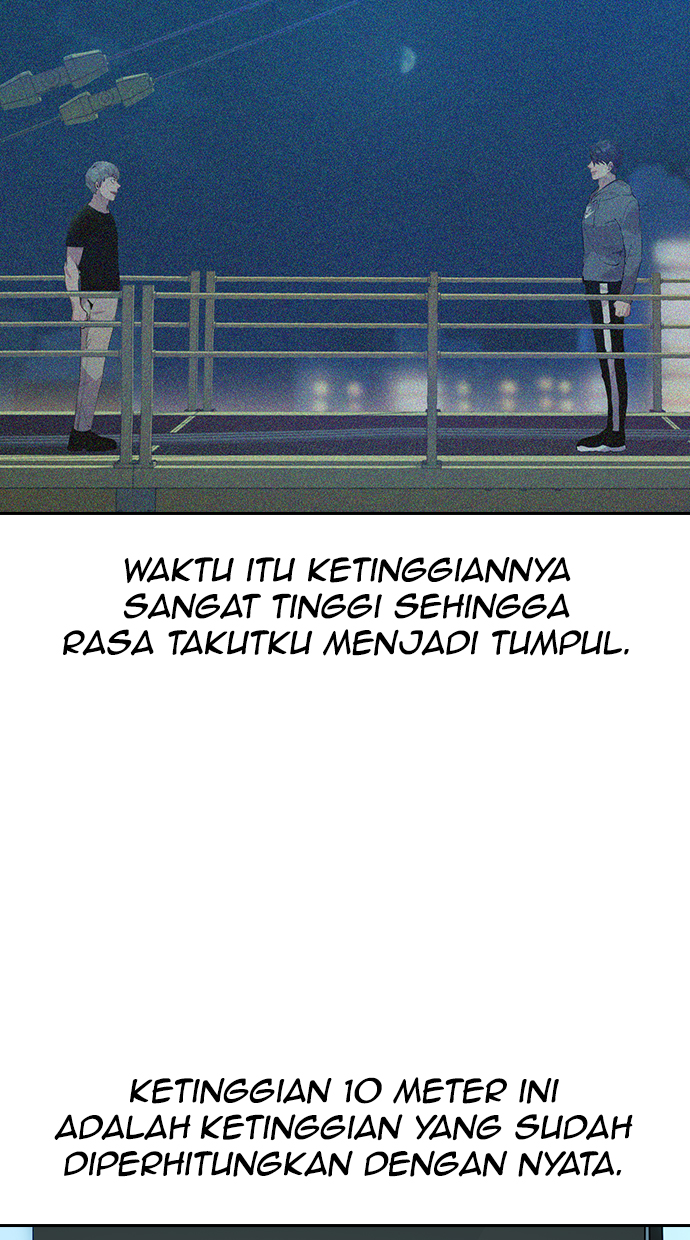 WAKTU ITU KETINGGIANNYA
SANGAT TINGGI SEHINGGA
RASA TAKUTKU MENJADI TUMPUL.
KETINGGIAN 10 METER INI
ADALAH KETINGGIAN YANG SUDAH
DIPERHITUNGKAN DENGAN NYATA.